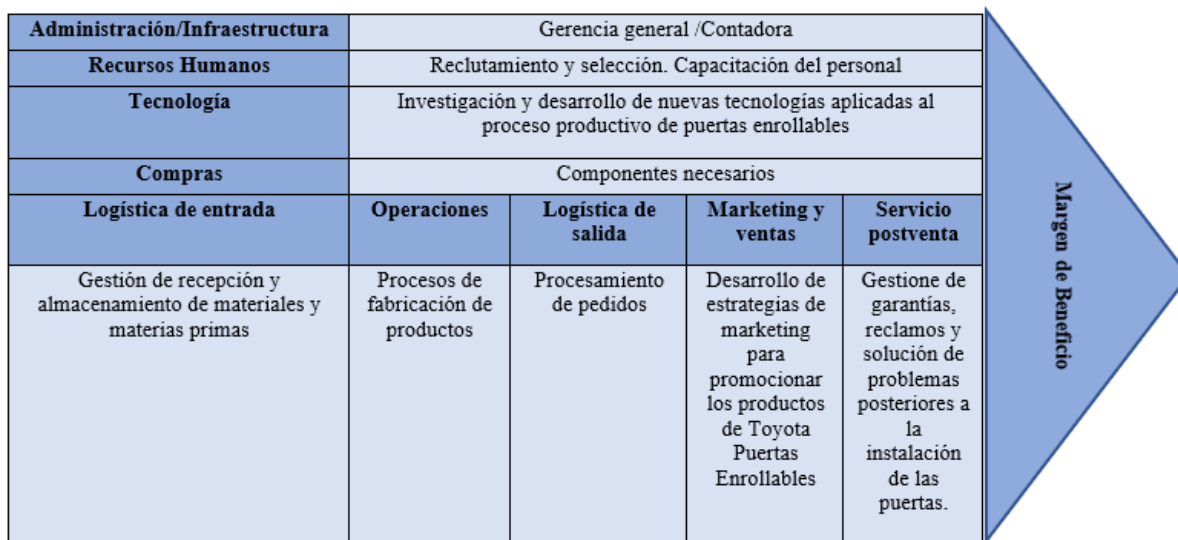 Administración/Infraestructura
Gerencia general /Contadora
Recursos Humanos
Reclutamiento y selección. Capacitación del personal
Tecnología
Investigación y desarrollo de nuevas tecnologías aplicadas al
proceso productivo de puertas enrollables
Compras
Componentes necesarios
Logística de entrada
Operaciones
Logística de
salida
Marketing y
ventas
Servicio
postventa
Gestión de recepción y
almacenamiento de materiales y
materias primas
Procesos de
fabricación de
productos
Procesamiento
de pedidos
Desarrollo de
estrategias de
marketing
para
promocionar
los productos
de Toyota
Puertas
Enrollables
Gestione de
garantías,
reclamos y
solución de
problemas
posteriores a
la
instalación
de las
puertas.
Margen de Beneficio